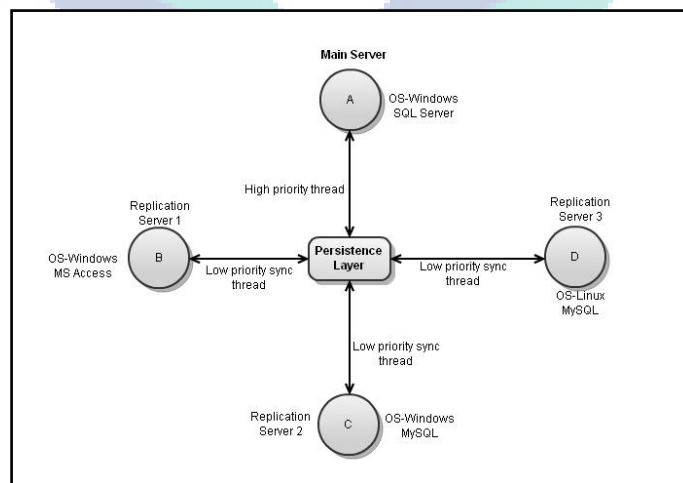 Main Server
A
OS-Windows
SQL Server
High priority thread
Replication
Server 1
OS-Windows
MS Access
B
Low priority sync
thread
Persistence
Layer
Low priority sync
thread
Replication
Server 3
D
OS-Linux
MySQL
Low priority sync
thread
Replication
Server 2
C
OS-Windows
MySQL